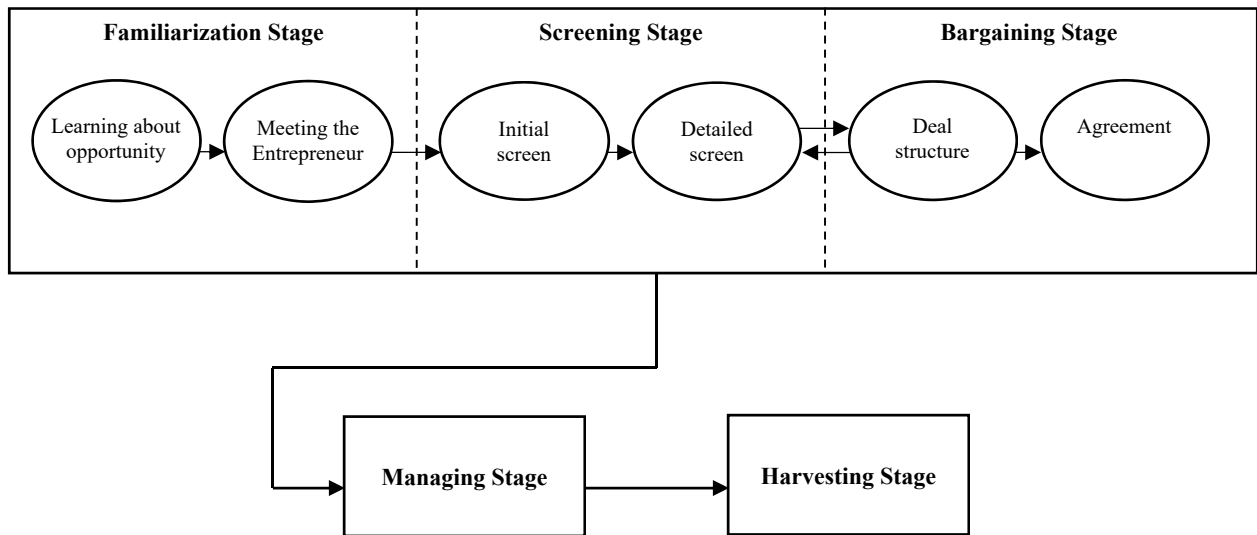 Familiarization Stage
Screening Stage
Bargaining Stage
Learning about
opportunity
Meeting the
Entrepreneur
Initial
screen
Detailed
screen
Deal
structure
Agreement
Managing Stage
Harvesting Stage